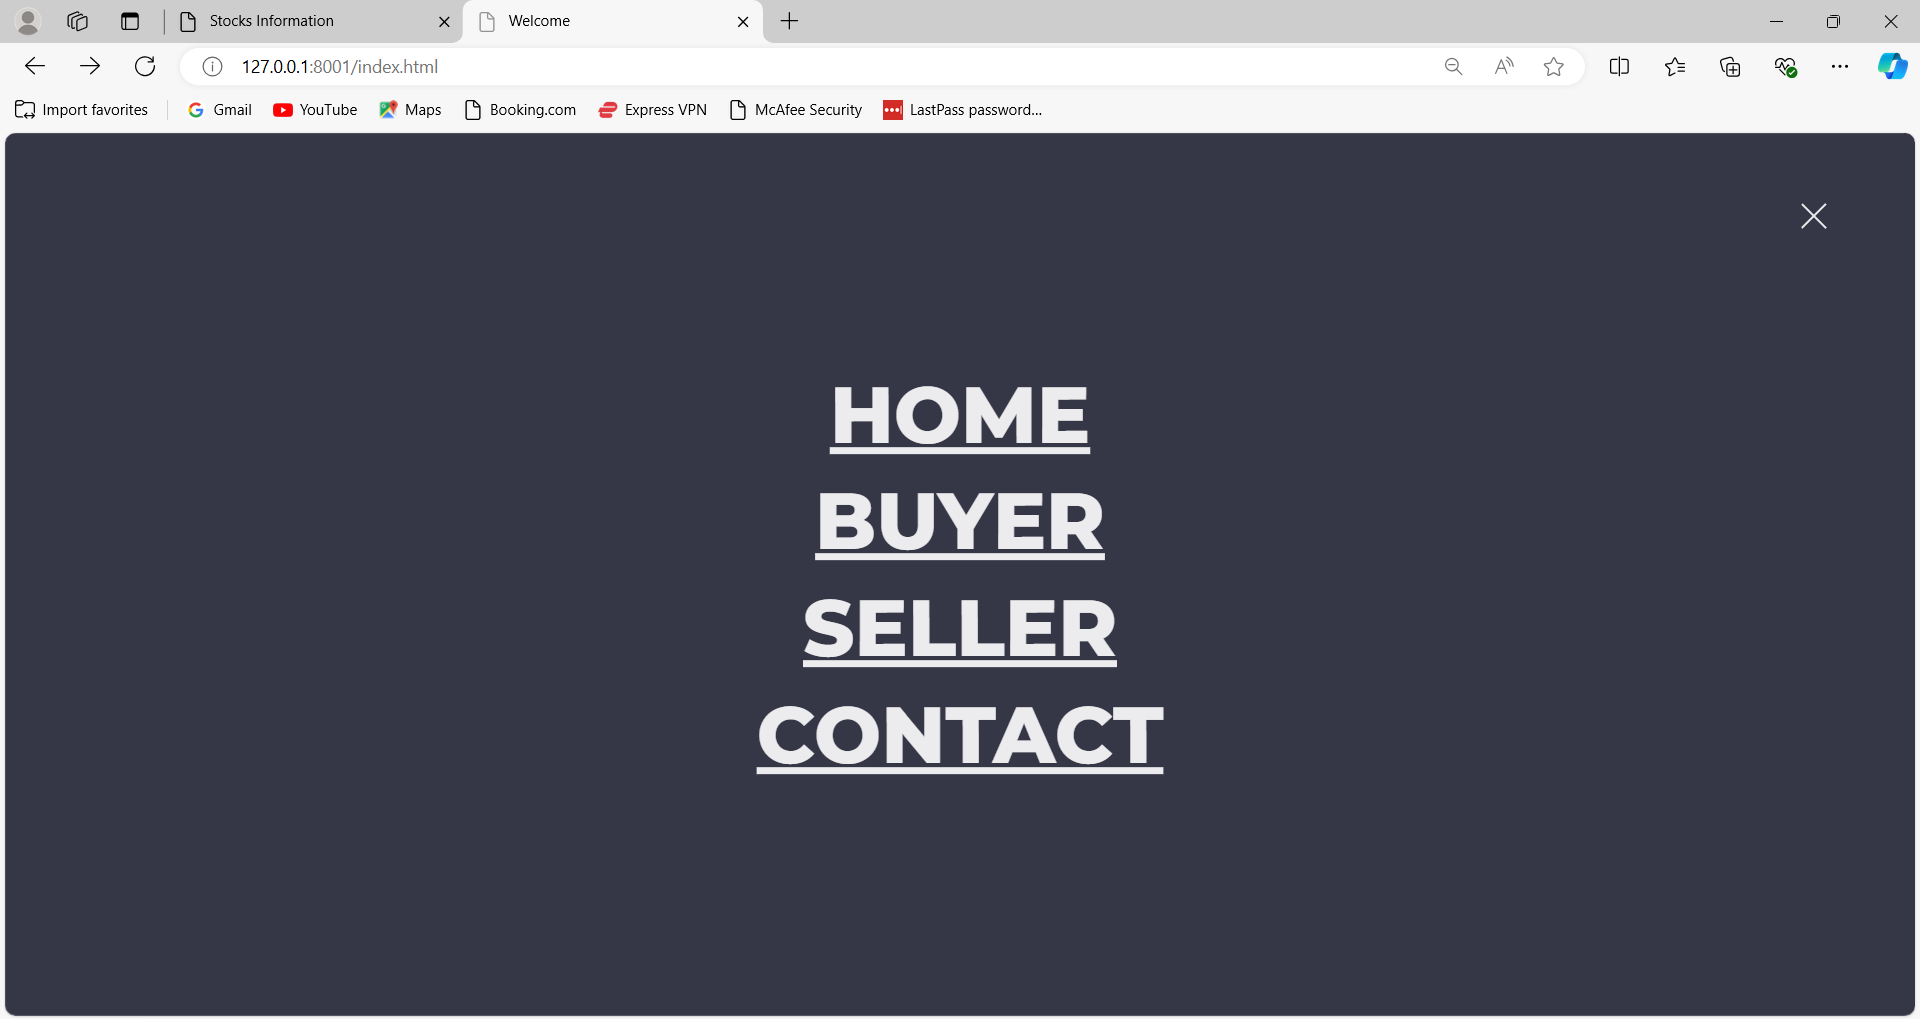 Stocks Information
Welcome
127.0.0.1:8001/index.html
Import favorites
Gmail
YouTube
Maps
Booking.com
Express VPN
McAfee Security
LastPass password...
HOME
BUYER
SELLER
CONTACT